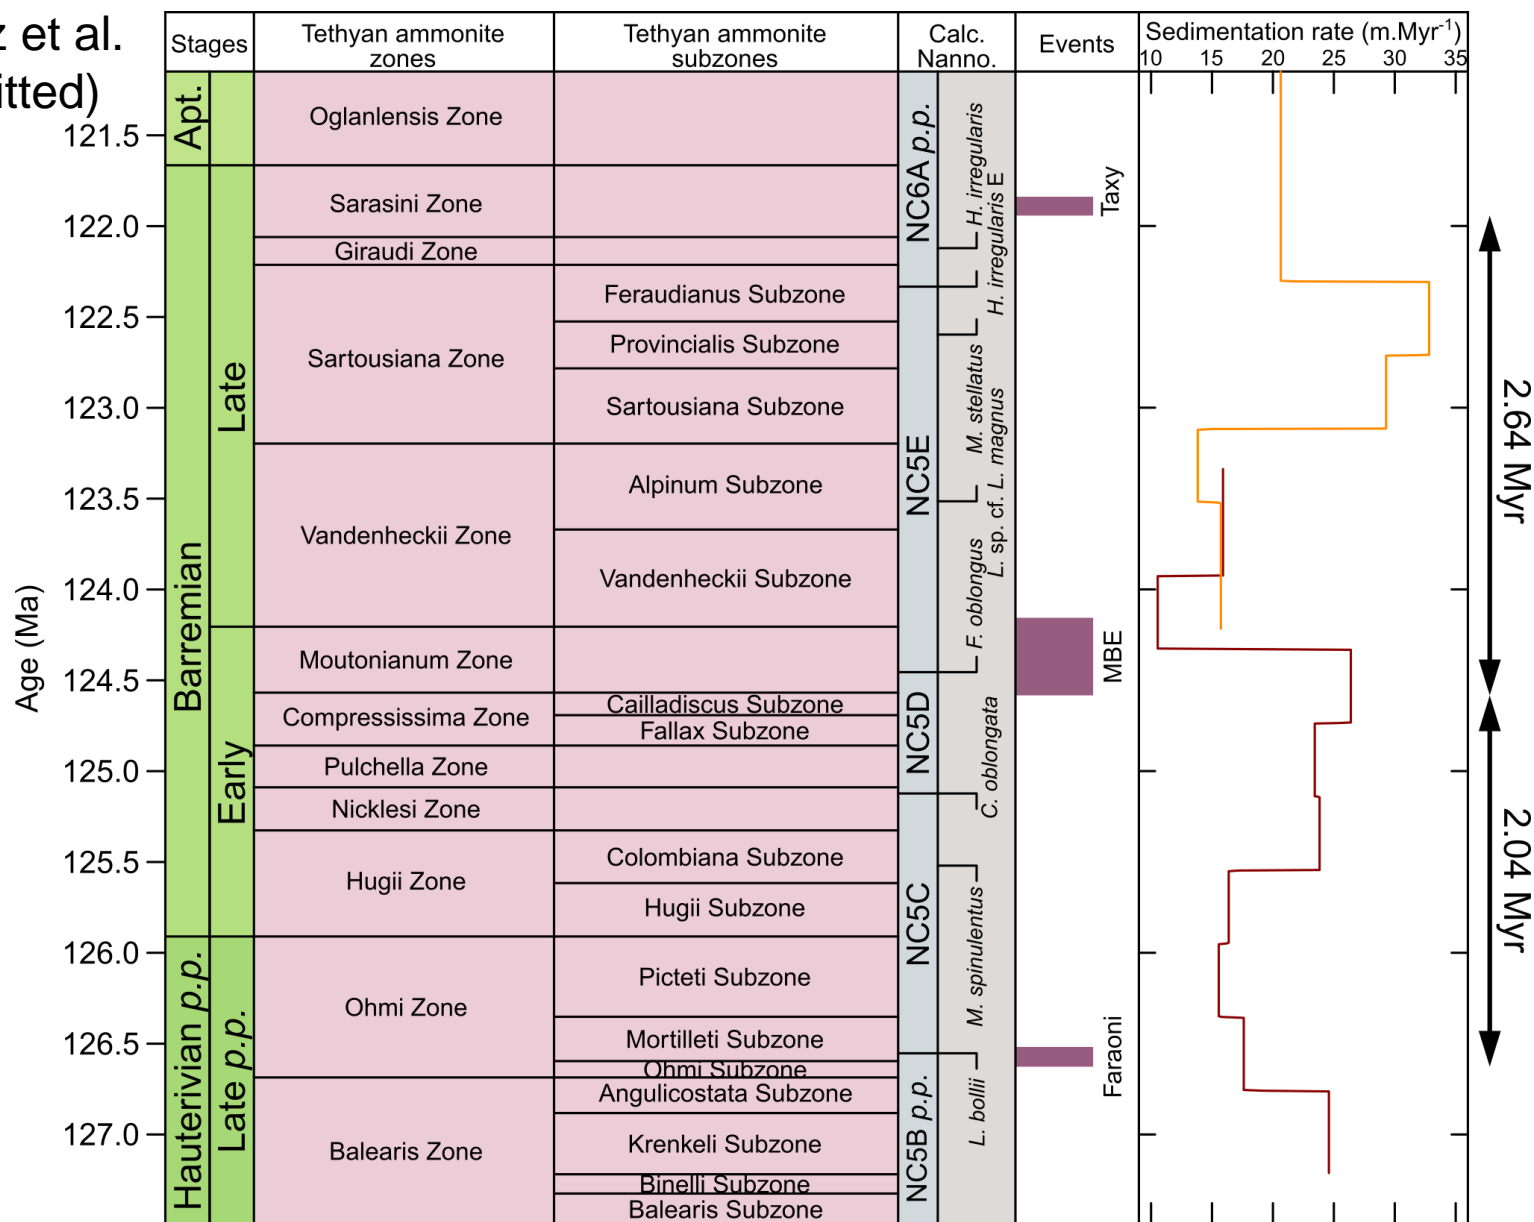 z et al.
itted)
Stages
Tethyan ammonite
zones
Tethyan ammonite
subzones
Calc.
Nanno.
Events
Sedimentation rate (m.Myr-1)
10 15 20 25 30 35
Age (Ma)
121.5
122.0
122.5
123.0
123.5
124.0
124.5
125.0
125.5
126.0
126.5
127.0
Apt.
Barremian
Hauterivian p.p.
Late
Early
Late p.p.
Oglanlensis Zone
Sarasini Zone
Giraudi Zone
Sartousiana Zone
Vandenheckii Zone
Moutonianum Zone
Compressissima Zone
Pulchella Zone
Nicklesi Zone
Hugii Zone
Ohmi Zone
Balearis Zone
Feraudianus Subzone
Provincialis Subzone
Sartousiana Subzone
Alpinum Subzone
Vandenheckii Subzone
Cailladiscus Subzone
Fallax Subzone
Colombiana Subzone
Hugii Subzone
Picteti Subzone
Mortilleti Subzone
Ohmi Subzone
Angulicostata Subzone
Krenkeli Subzone
Binelli Subzone
Balearis Subzone
NC6A p.p.
NC5E
NC5D
NC5C
NC5B p.p.
H. irregularis
H. irregularis E
M. stellatus
L. sp. cf. L. magnus
F. oblongus
C. oblongata
M. spinulentus
L. bollii
Taxy
MBE
Faraoni
2.64 Myr
2.04 Myr